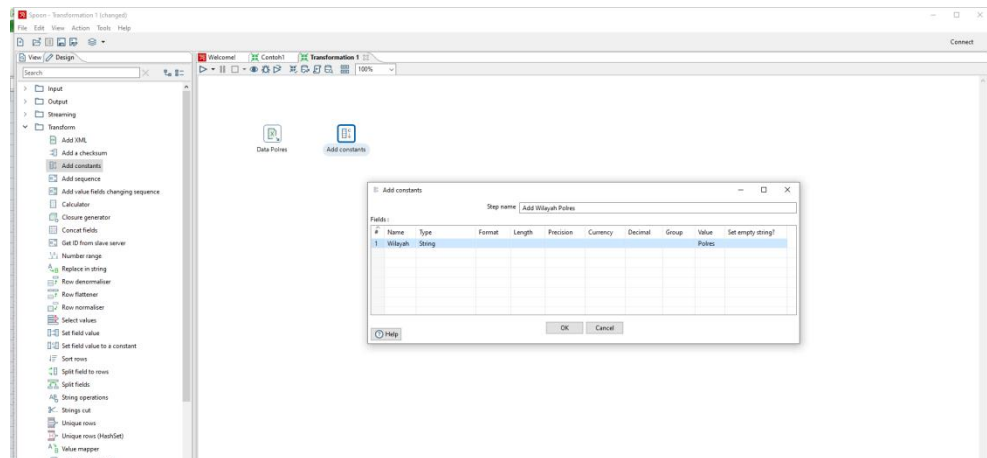 Spoon - Transformation 1 (changed)
File Edit View Action Tools Help
Connect
View Design
Welcome! Contoh1 Transformation 1
Search
100%
Input
Output
Streaming
Transform
Add XML
Add a checksum
Add constants
Add sequence
Add value fields changing sequence
Calculator
Closure generator
Concat fields
Get ID from slave server
Number range
Replace in string
Row denormaliser
Row flattener
Row normaliser
Select values
Set field value
Set field value to a constant
Sort rows
Split field to rows
Split fields
String operations
Strings cut
Unique rows
Unique rows (HashSet)
Value mapper
Data Polres Add constants
Add constants
Step name Add Wilayah Polres
Fields :
# Name Type Format Length Precision Currency Decimal Group Value Set empty string?
1 Wilayah String Polres
OK Cancel
Help